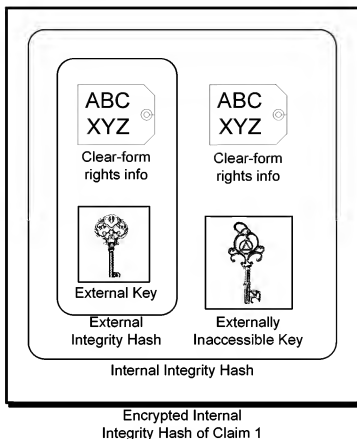 ABC
XYZ
Clear-form
rights info
External Key
External
Integrity Hash
ABC
XYZ
Clear-form
rights info
Externally
Inaccessible Key
Internal Integrity Hash
Encrypted Internal
Integrity Hash of Claim 1